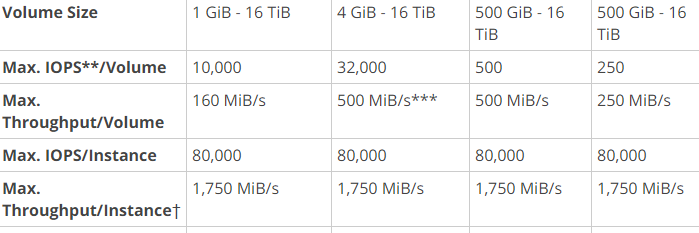 Volume Size 1 GiB - 16 TiB 4 GiB - 16 TiB 500 GiB - 16 500 GiB - 16
TiB TiB
Max. IOPS**/Volume 10,000 32,000 500 250
Max. 160 MiB/s 500 MiB/s*** 500 MiB/s 250 MiB/s
Throughput/Volume
Max. IOPS/Instance 80,000 80,000 80,000 80,000
Max. 1,750 MiB/s 1,750 MiB/s 1,750 MiB/s 1,750 MiB/s
Throughput/Instance†